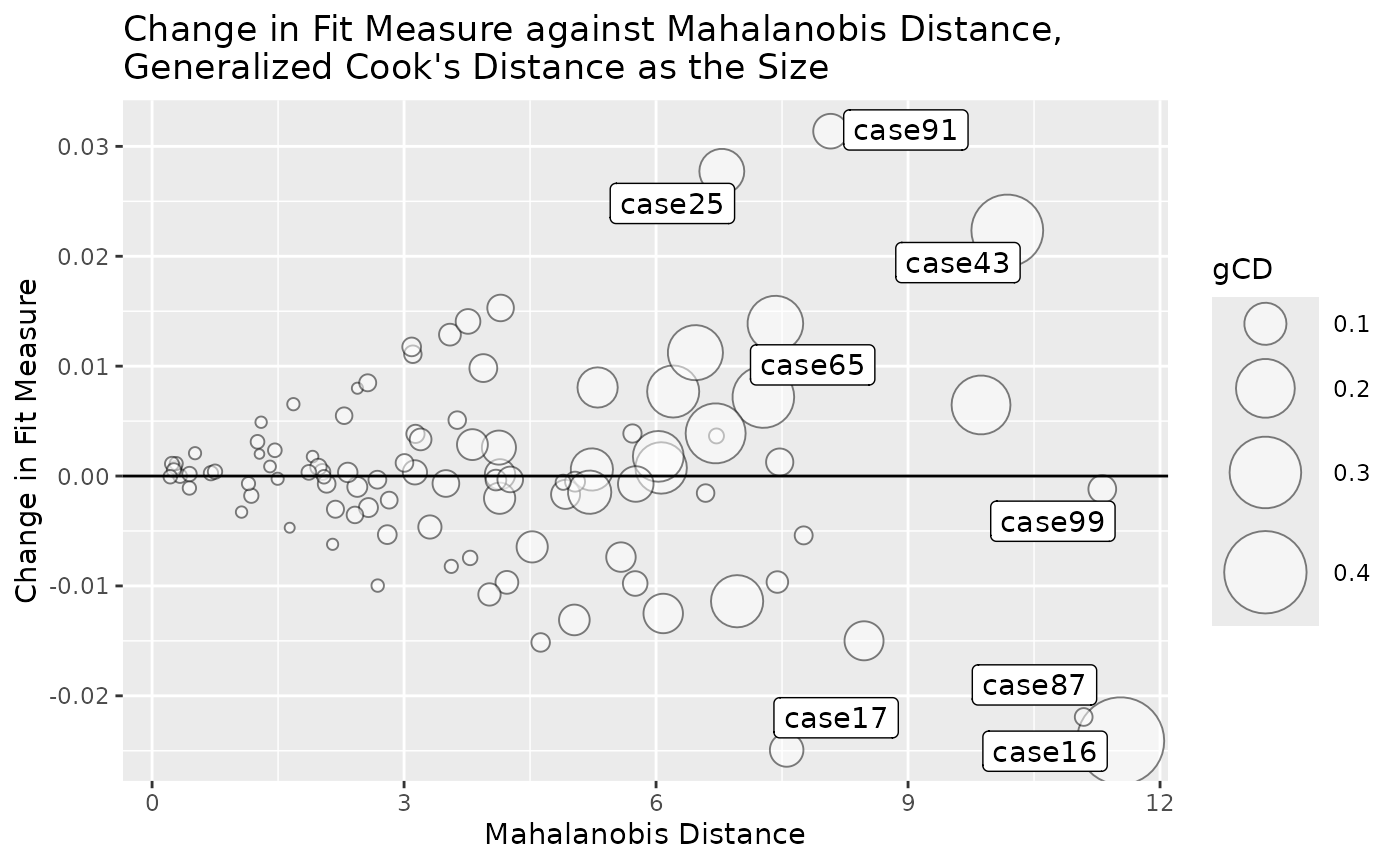 Change in Fit Measure against Mahalanobis Distance,
Generalized Cook's Distance as the Size
Change in Fit Measure
0.03
0.02
0.01
0.00
-0.01
-0.02
case91
case25
case43
case65
case99
case87
case17
case16
0
3
6
9
12
Mahalanobis Distance
gCD
0.1
0.2
0.3
0.4